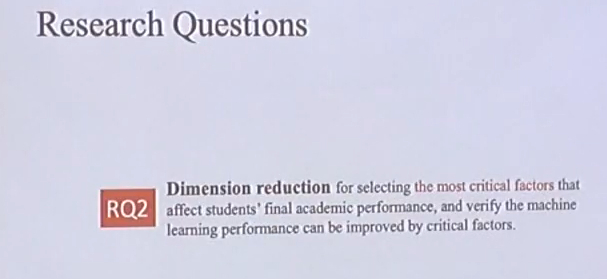 Research Questions
RQ2
Dimension reduction for selecting the most critical factors that
affect students' final academic performance, and verify the machine
learning performance can be improved by critical factors.